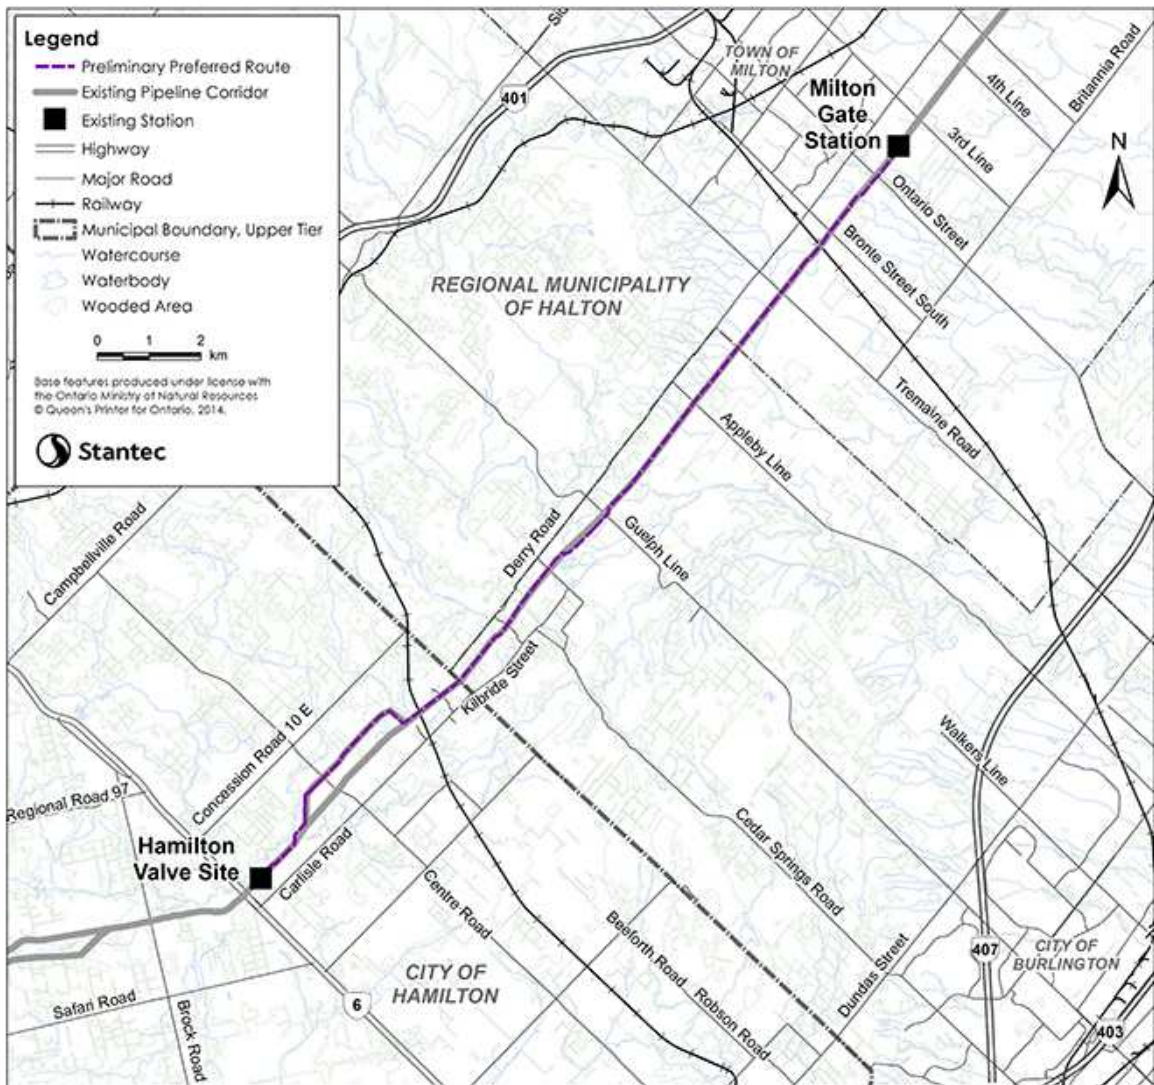 Legend
Preliminary Preferred Route
Existing Pipeline Corridor
Existing Station
Highway
Major Road
Railway
Municipal Boundary, Upper Tier
Watercourse
Waterbody
Wooded Area
0 1 2
km
Base features produced under license with
the Ontario Ministry of Natural Resources
© Queen's Printer for Ontario, 2014.
Stantec
401
TOWN OF
MILTON
Milton
Gate
Station
4th Line
Britannia Road
3rd Line
N
Ontario Street
Bronte Street South
REGIONAL MUNICIPALITY
OF HALTON
Tremaine Road
Appleby Line
Guelph Line
Derry Road
Campbellville Road
Kilbride Street
Concession Road 10 E
Regional Road 97
Walkers Line
Hamilton
Valve Site
Carlisle Road
Cedar Springs Road
Centre Road
Beeforth Road
Robson Road
Dundas Street
407
CITY OF
BURLINGTON
CITY OF
HAMILTON
Safari Road
Brock Road
6
403